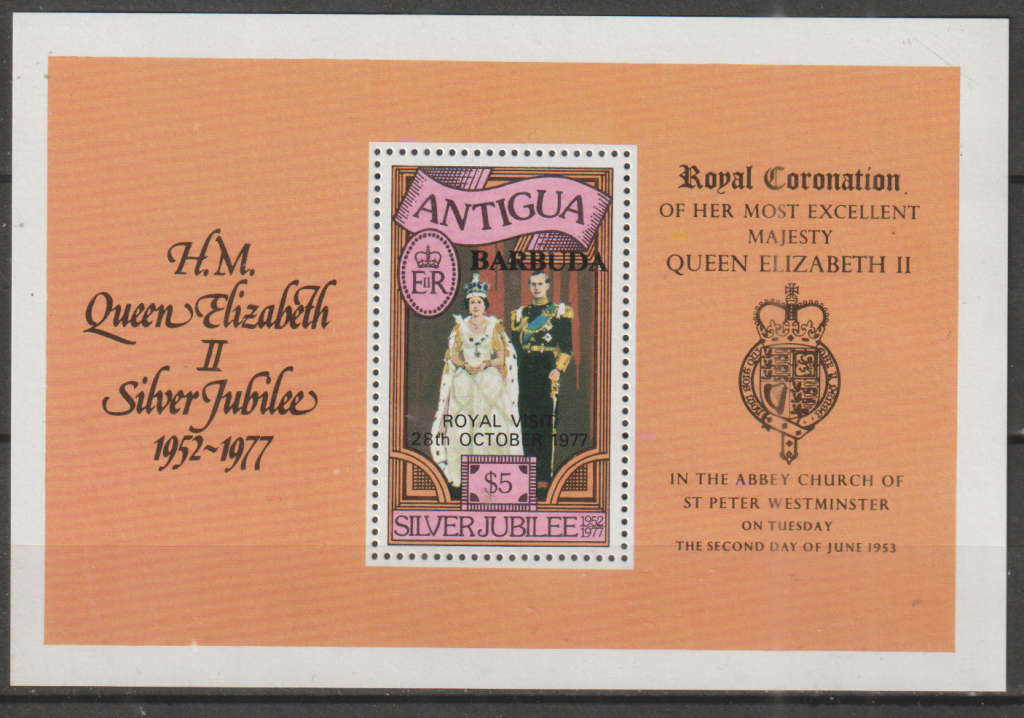 H.M.
Queen Elizabeth
II
Silver Jubilee
1952~1977
ANTIGUA
EIIR
BARBUDA
ROYAL VISIT
28th OCTOBER 1977
$5
SILVER JUBILEE 1952 1977
Royal Coronation
OF HER MOST EXCELLENT
MAJESTY
QUEEN ELIZABETH II
IN THE ABBEY CHURCH OF
ST PETER WESTMINSTER
ON TUESDAY
THE SECOND DAY OF JUNE 1953